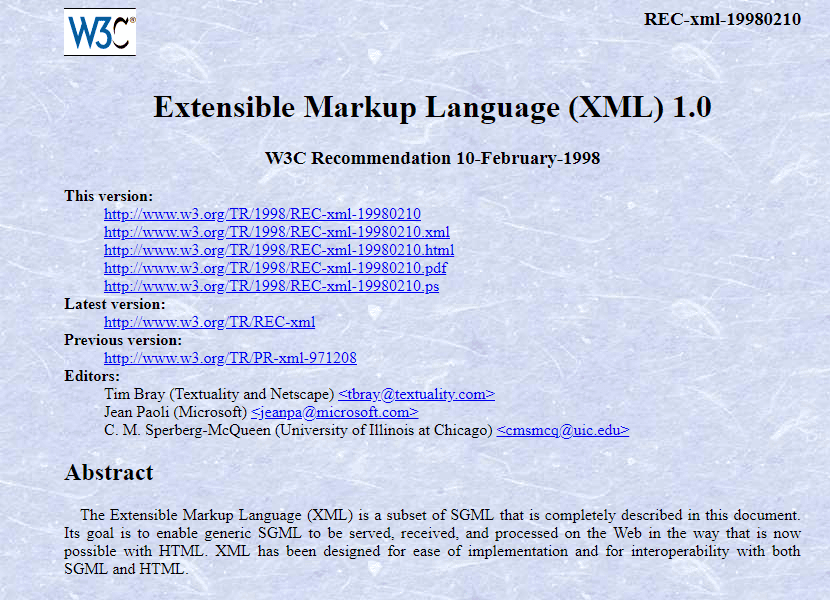 W3C®
REC-xml-19980210
Extensible Markup Language (XML) 1.0
W3C Recommendation 10-February-1998
This version:
http://www.w3.org/TR/1998/REC-xml-19980210
http://www.w3.org/TR/1998/REC-xml-19980210.xml
http://www.w3.org/TR/1998/REC-xml-19980210.html
http://www.w3.org/TR/1998/REC-xml-19980210.pdf
http://www.w3.org/TR/1998/REC-xml-19980210.ps
Latest version:
http://www.w3.org/TR/REC-xml
Previous version:
http://www.w3.org/TR/PR-xml-971208
Editors:
Tim Bray (Textuality and Netscape) <tbray@textuality.com>
Jean Paoli (Microsoft) <jeanpa@microsoft.com>
C. M. Sperberg-McQueen (University of Illinois at Chicago) <cmsmcq@uic.edu>
Abstract
The Extensible Markup Language (XML) is a subset of SGML that is completely described in this document.
Its goal is to enable generic SGML to be served, received, and processed on the Web in the way that is now
possible with HTML. XML has been designed for ease of implementation and for interoperability with both
SGML and HTML.